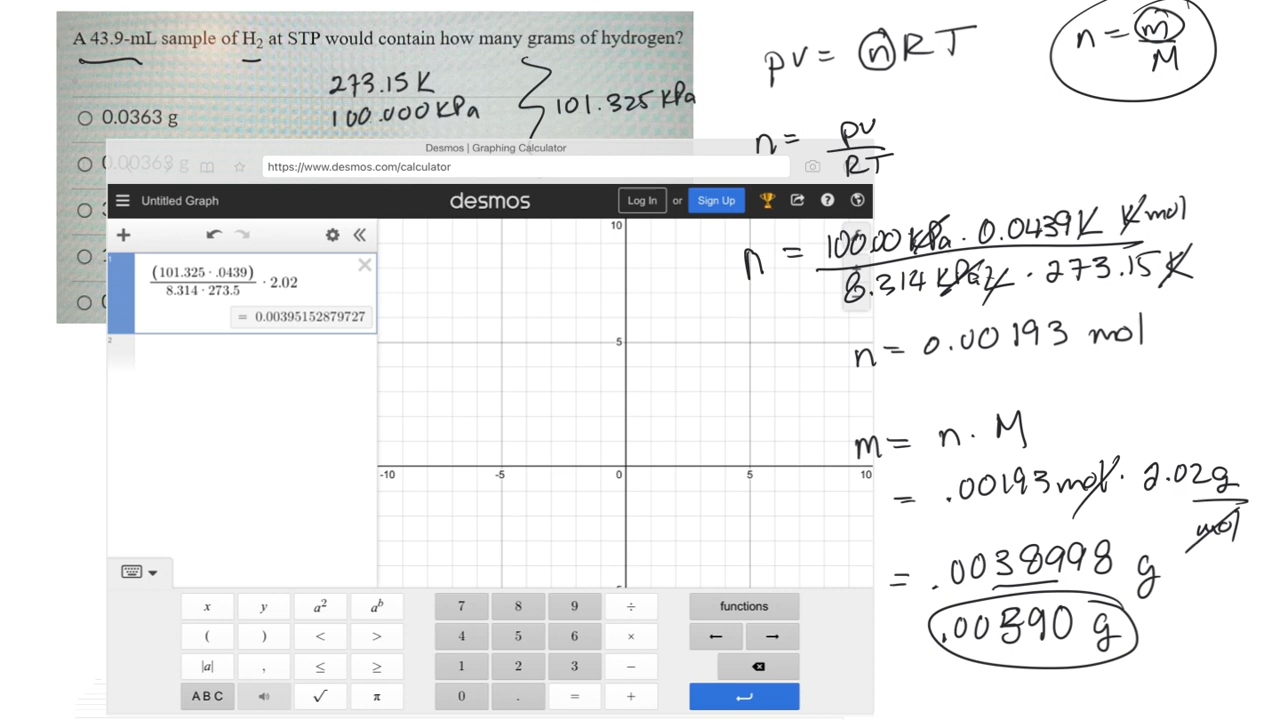 A 43.9-mL sample of H₂ at STP would contain how many grams of hydrogen?
273.15 K
100.000 KPa
101.325 KPa
0.0363 g
0.00363 g
pV = nRT
n = m/M
n = pV/RT
n = 100.00 KPa · 0.0439 K K mol / 8.314 KPa L · 273.15 K
n = 0.00193 mol
m = n · M
= .00193 mol · 2.02 g/mol
= .0038998 g
.00390 g
Desmos | Graphing Calculator
https://www.desmos.com/calculator
Untitled Graph
desmos
Log In or Sign Up
(101.325 · .0439) / 8.314 · 273.5 · 2.02
= 0.00395152879727
1
2
10
5
-10 -5 0 5 10
-5
x y a² aᵇ 7 8 9 ÷ functions
( ) < > 4 5 6 × ← →
|a| , ≤ ≥ 1 2 3 −
A B C √ π 0 . = +